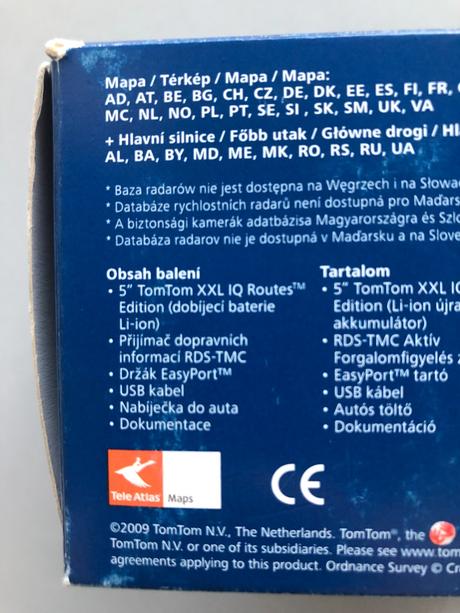 Mapa / Térkép / Mapa / Mapa:
AD, AT, BE, BG, CH, CZ, DE, DK, EE, ES, FI, FR,
MC, NL, NO, PL, PT, SE, SI , SK, SM, UK, VA
+ Hlavní silnice / Főbb utak / Główne drogi /
AL, BA, BY, MD, ME, MK, RO, RS, RU, UA
* Baza radarów nie jest dostępna na Węgrzech i na
* Databáze rychlostních radarů není dostupná pro
* A biztonsági kamerák adatbázisa Magyarországra és
* Databáza radarov nie je dostupná v Maďarsku a na
Obsah balení
• 5” TomTom XXL IQ Routes™
Edition (dobíjecí baterie
Li-ion)
• Přijímač dopravních
informací RDS-TMC
• Držák EasyPort™
• USB kabel
• Nabíječka do auta
• Dokumentace
Tartalom
• 5” TomTom XXL
Edition (Li-ion
akkumulátor)
• RDS-TMC Aktív
Forgalomfigyelés
• EasyPort™ tartó
• USB kábel
• Autós töltő
• Dokumentáció
Tele Atlas® Maps
CE
©2009 TomTom N.V., The Netherlands. TomTom®, the
TomTom N.V. or one of its subsidiaries. Please see
agreements applying to this product. Ordnance Survey ©